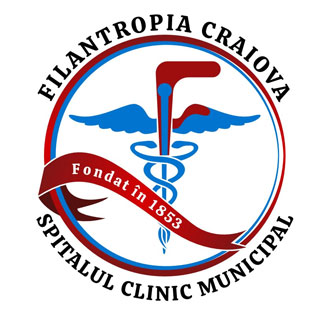 FILANTROPIA CRAIOVA
Fondat în 1853
SPITALUL CLINIC MUNICIPAL